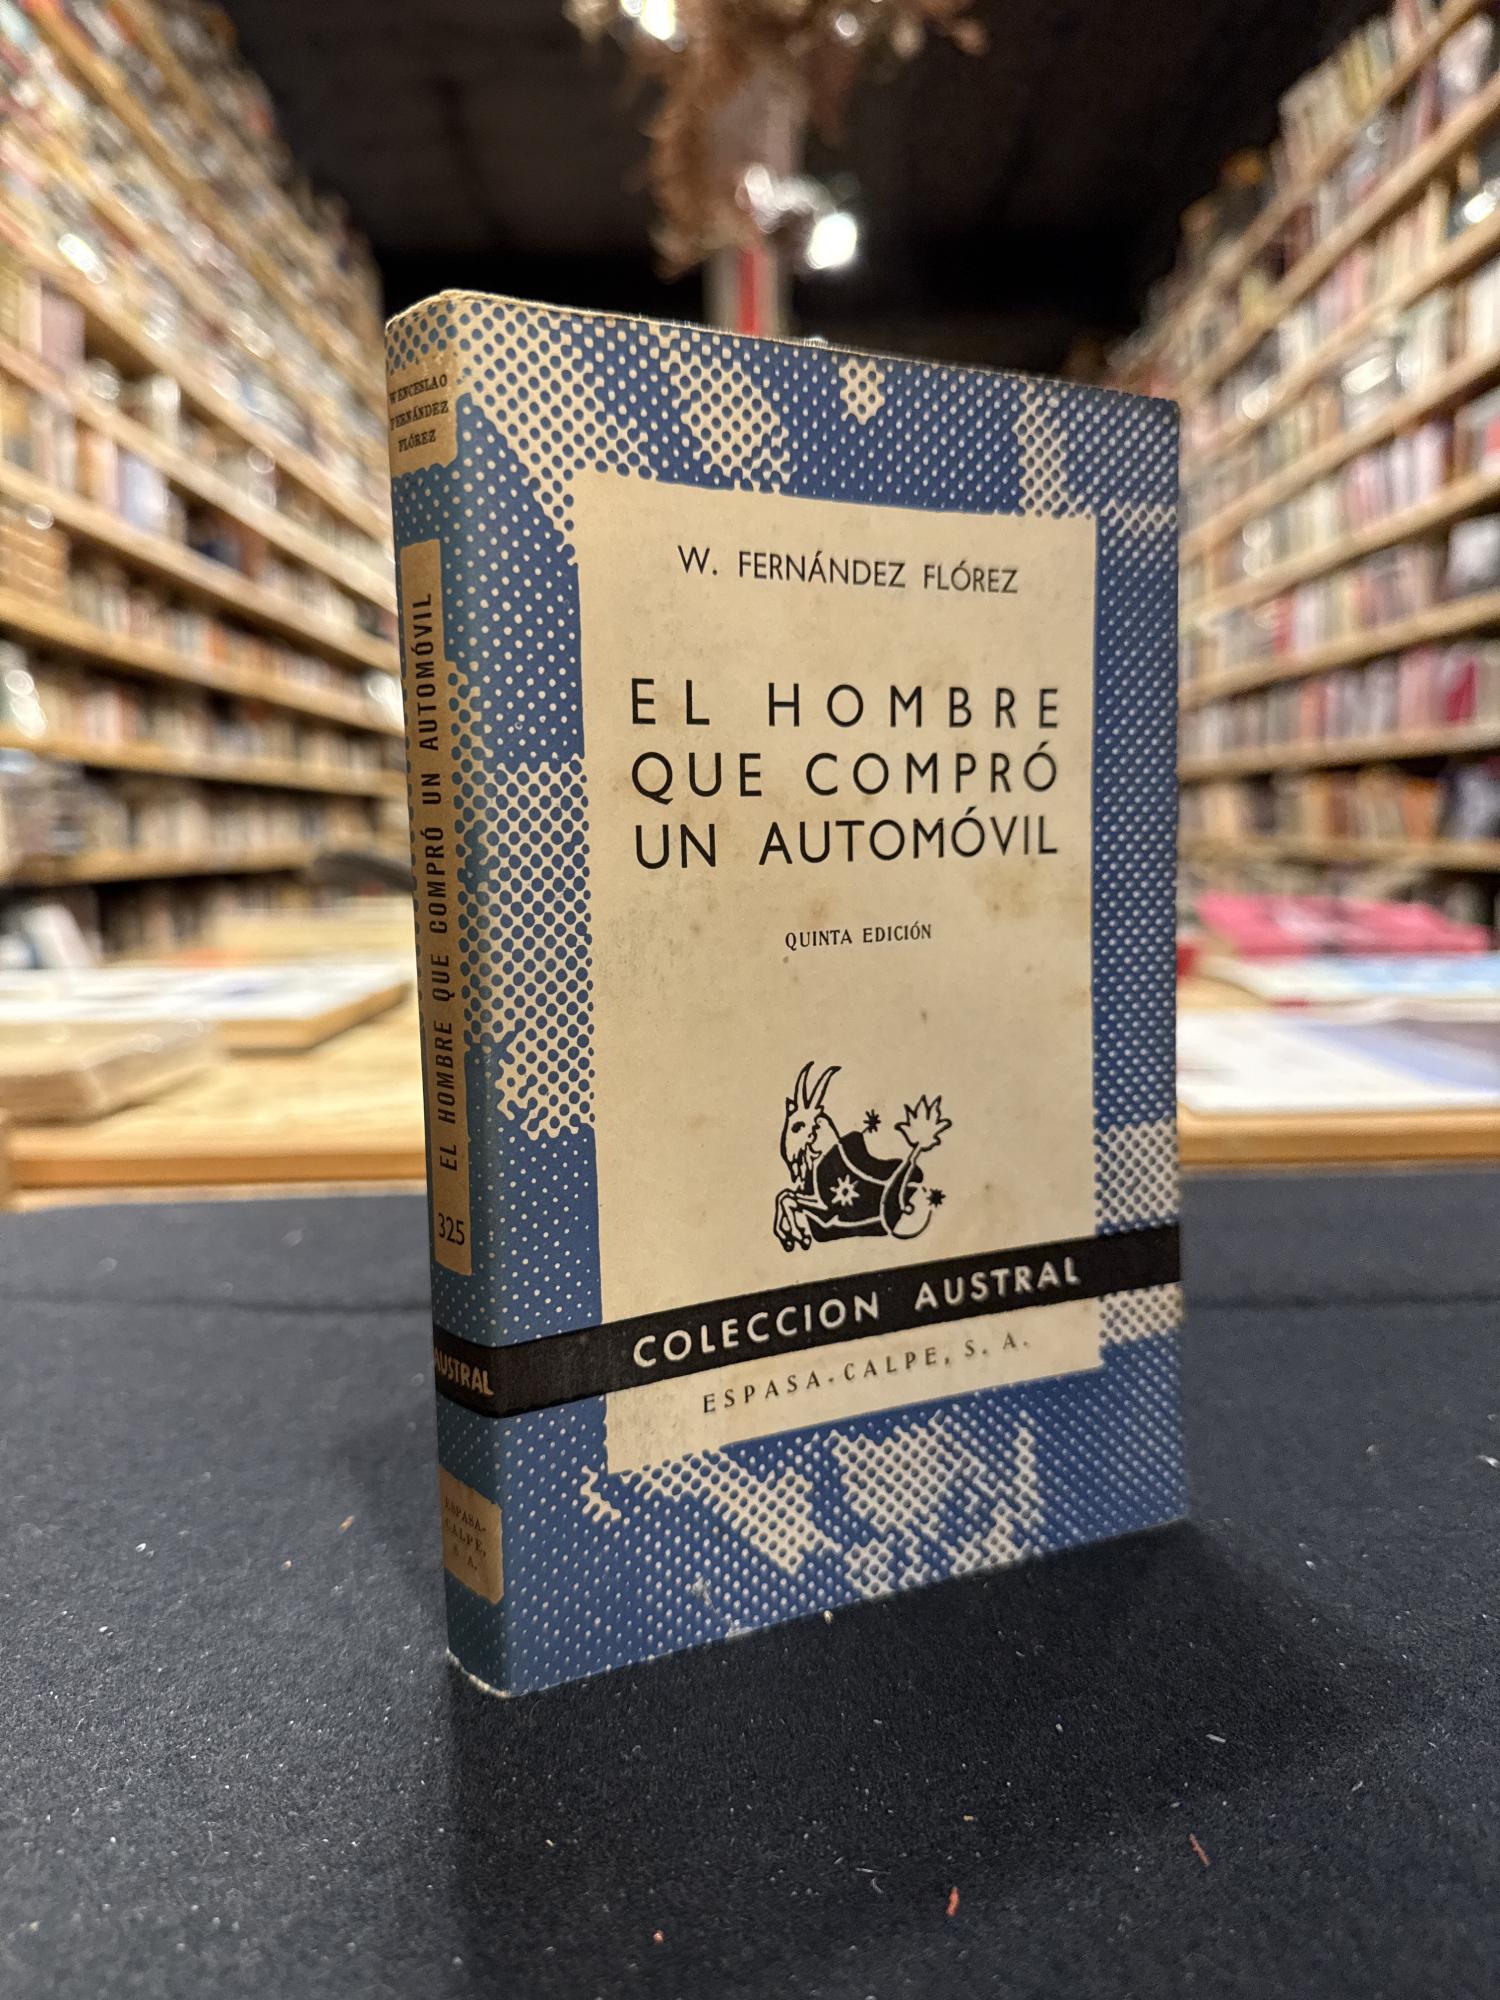 WENCESLAO
FERNÁNDEZ
FLÓREZ
EL HOMBRE QUE COMPRÓ UN AUTOMÓVIL
325
AUSTRAL
ESPASA-
CALPE,
S. A.
W. FERNÁNDEZ FLÓREZ
EL HOMBRE
QUE COMPRÓ
UN AUTOMÓVIL
QUINTA EDICIÓN
COLECCION AUSTRAL
ESPASA-CALPE, S. A.